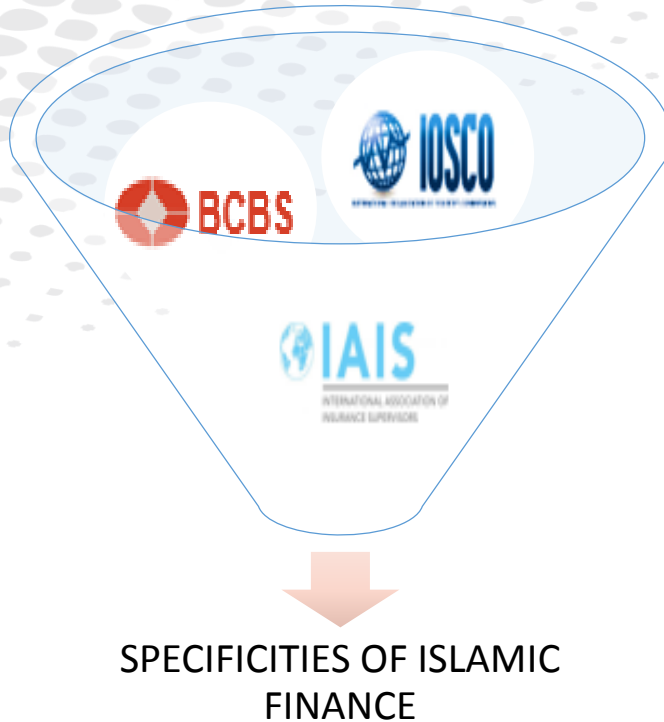 IOSCO
BCBS
IAIS
INTERNATIONAL ASSOCIATION OF
INSURANCE SUPERVISORS
SPECIFICITIES OF ISLAMIC
FINANCE